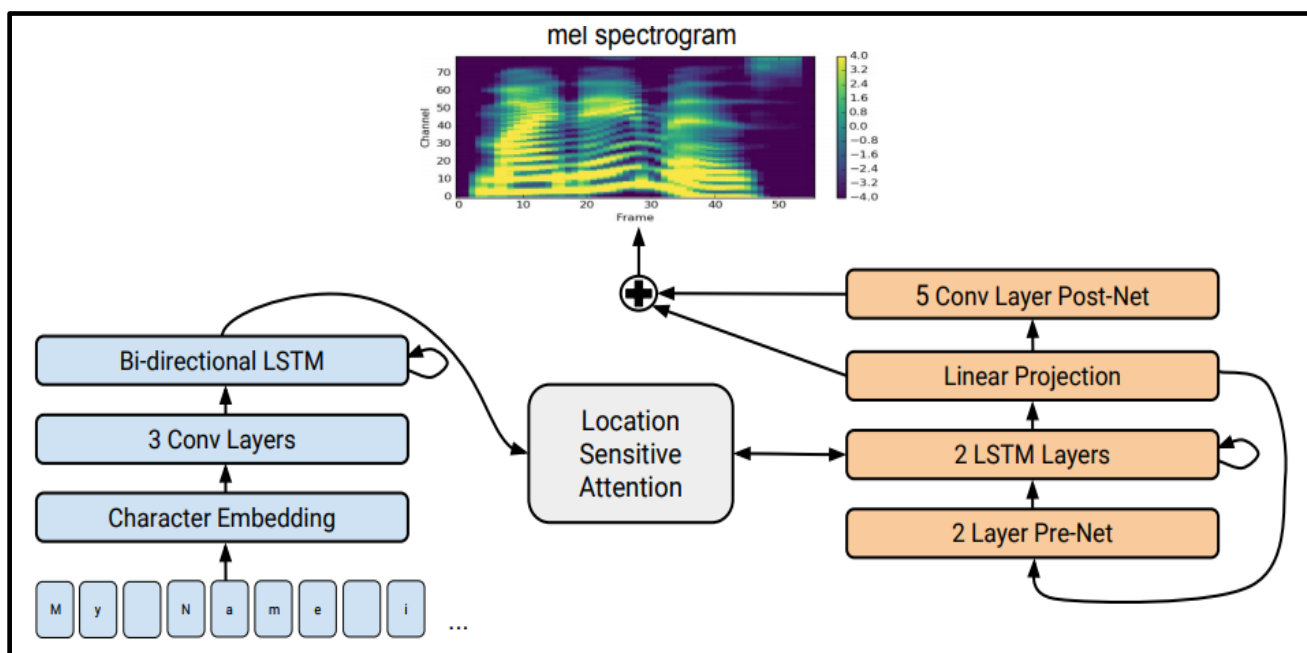 mel spectrogram
Channel
70
60
50
40
30
20
10
0
0 10 20 30 40 50
Frame
4.0
3.2
2.4
1.6
0.8
0.0
−0.8
−1.6
−2.4
−3.2
−4.0
Bi-directional LSTM
3 Conv Layers
Character Embedding
M y N a m e i ...
Location
Sensitive
Attention
5 Conv Layer Post-Net
Linear Projection
2 LSTM Layers
2 Layer Pre-Net